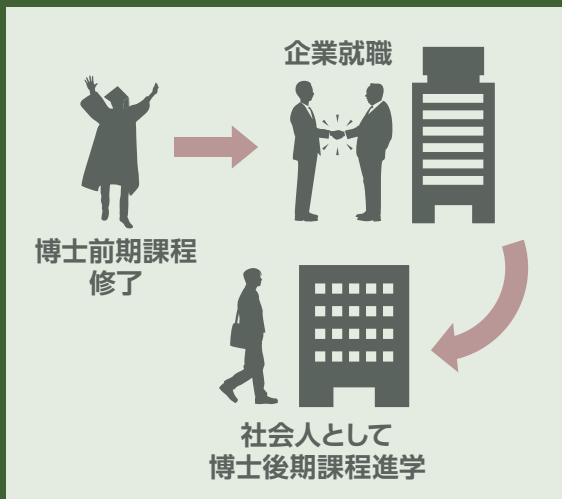 企業就職
博士前期課程
修了
社会人として
博士後期課程進学